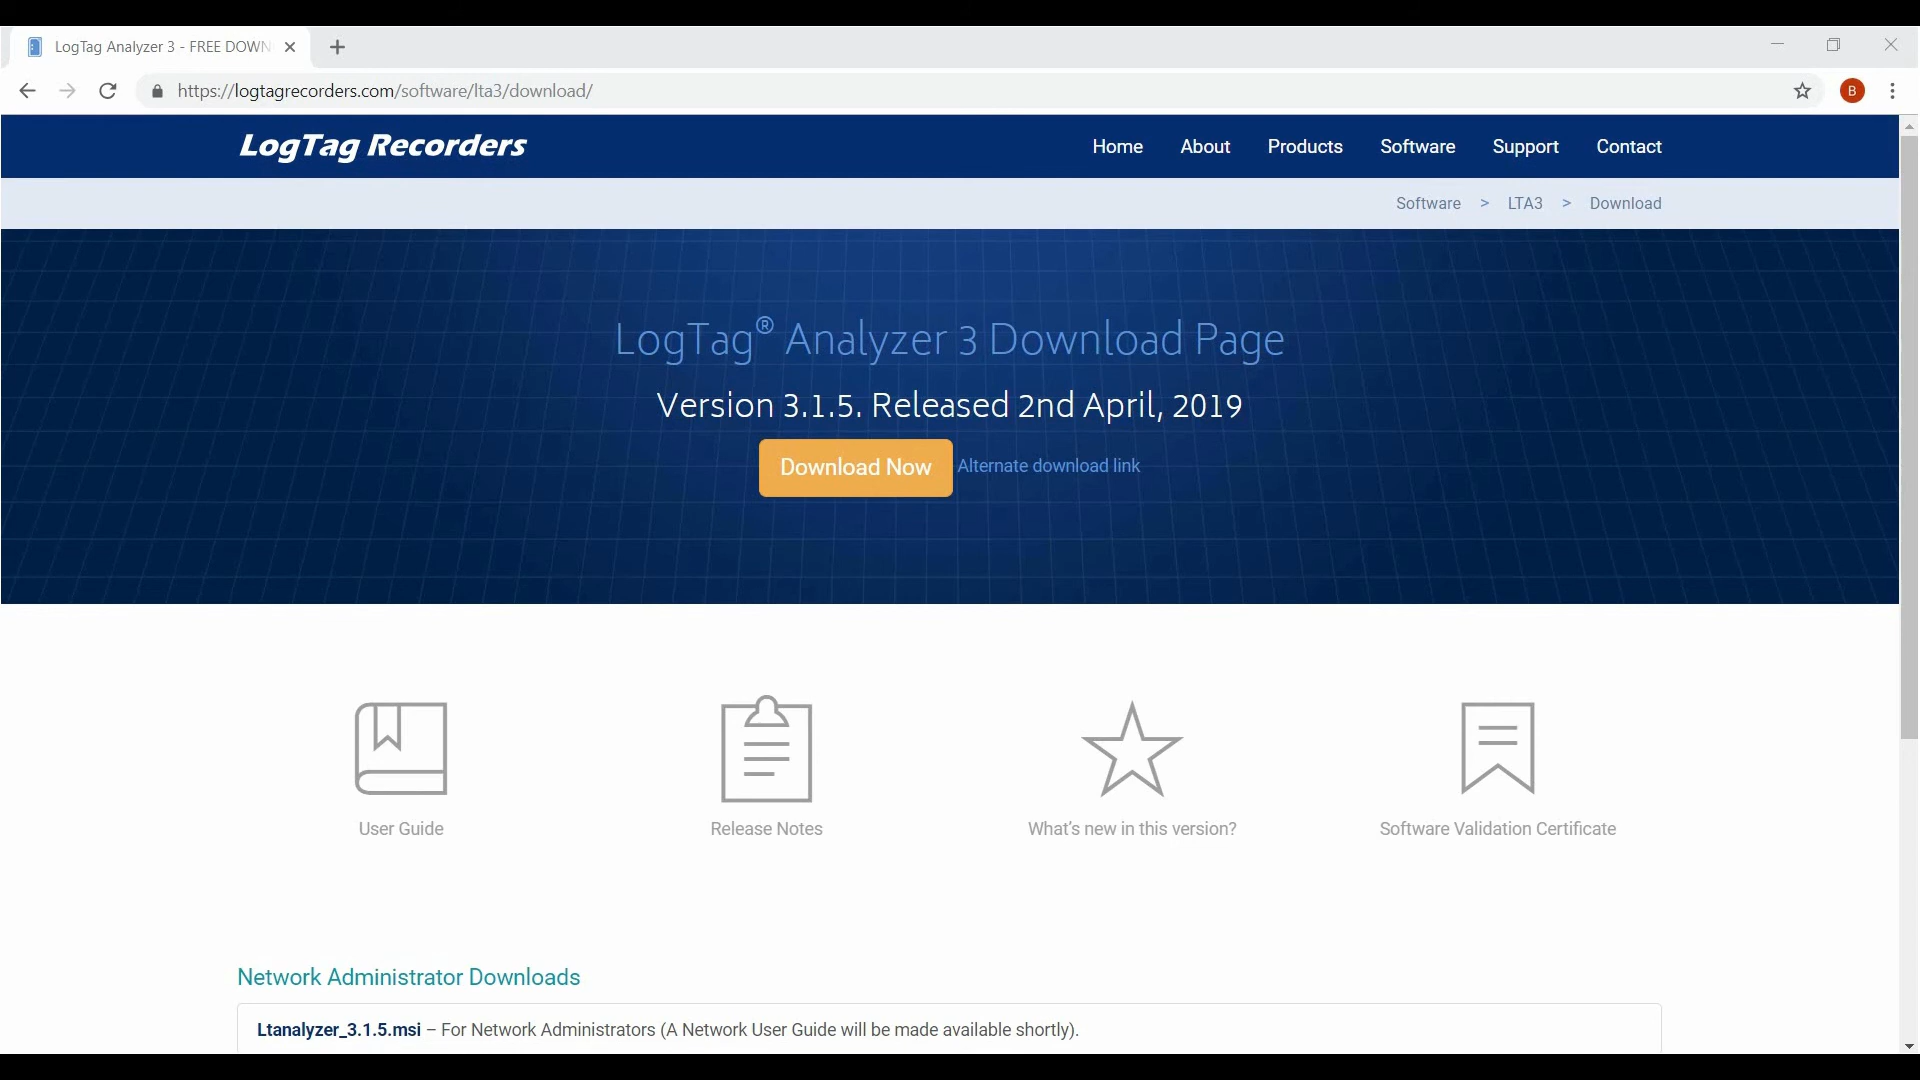 LogTag Analyzer 3 - FREE DOWN
https://logtagrecorders.com/software/lta3/download/
B
LogTag Recorders
Home About Products Software Support Contact
Software > LTA3 > Download
LogTag® Analyzer 3 Download Page
Version 3.1.5. Released 2nd April, 2019
Download Now Alternate download link
User Guide Release Notes What's new in this version? Software Validation Certificate
Network Administrator Downloads
Ltanalyzer_3.1.5.msi – For Network Administrators (A Network User Guide will be made available shortly).